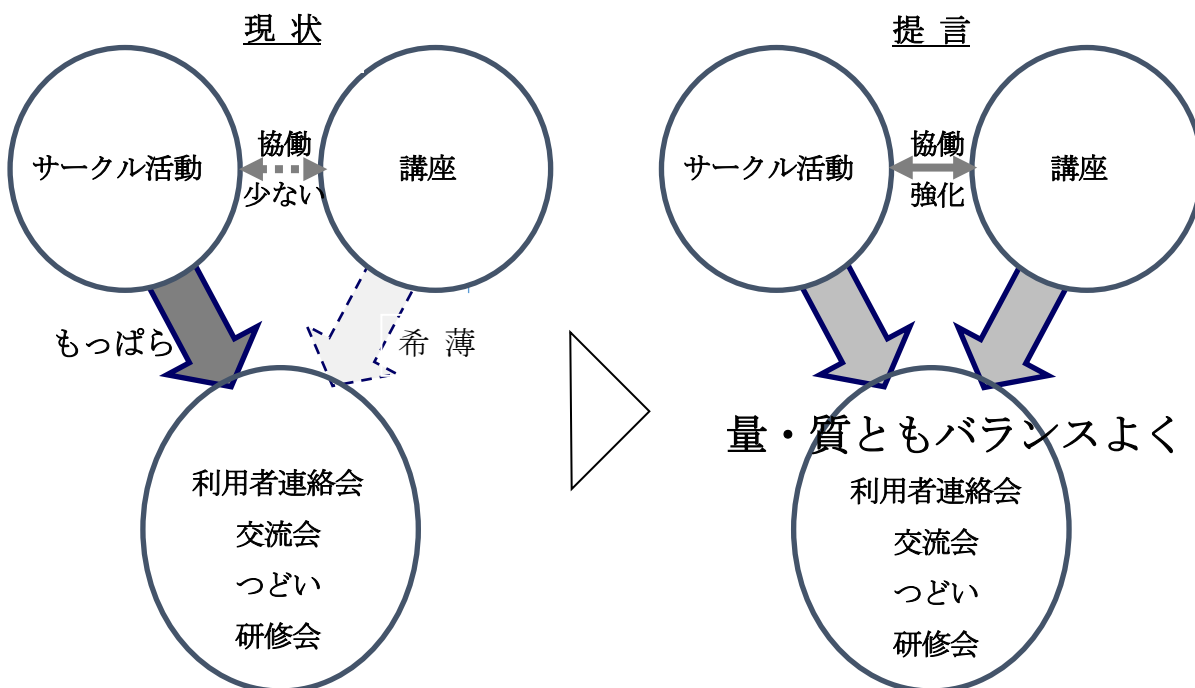 現 状
サークル活動
協働
少ない
講座
もっぱら
希 薄
利用者連絡会
交流会
つどい
研修会
提 言
サークル活動
協働
強化
講座
量・質ともバランスよく
利用者連絡会
交流会
つどい
研修会